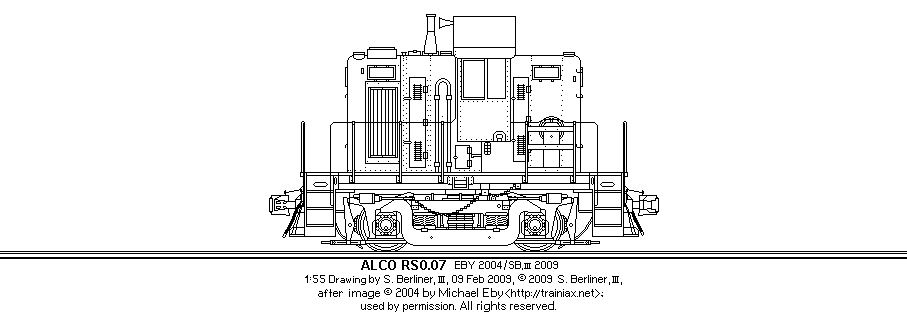 ALCO RS0.07 EBY 2004/SB,III 2009
1:55 Drawing by S. Berliner, III, 09 Feb 2009, © 2009 S. Berliner, III,
after image © 2004 by Michael Eby <http://trainiax.net>;
used by permission. All rights reserved.